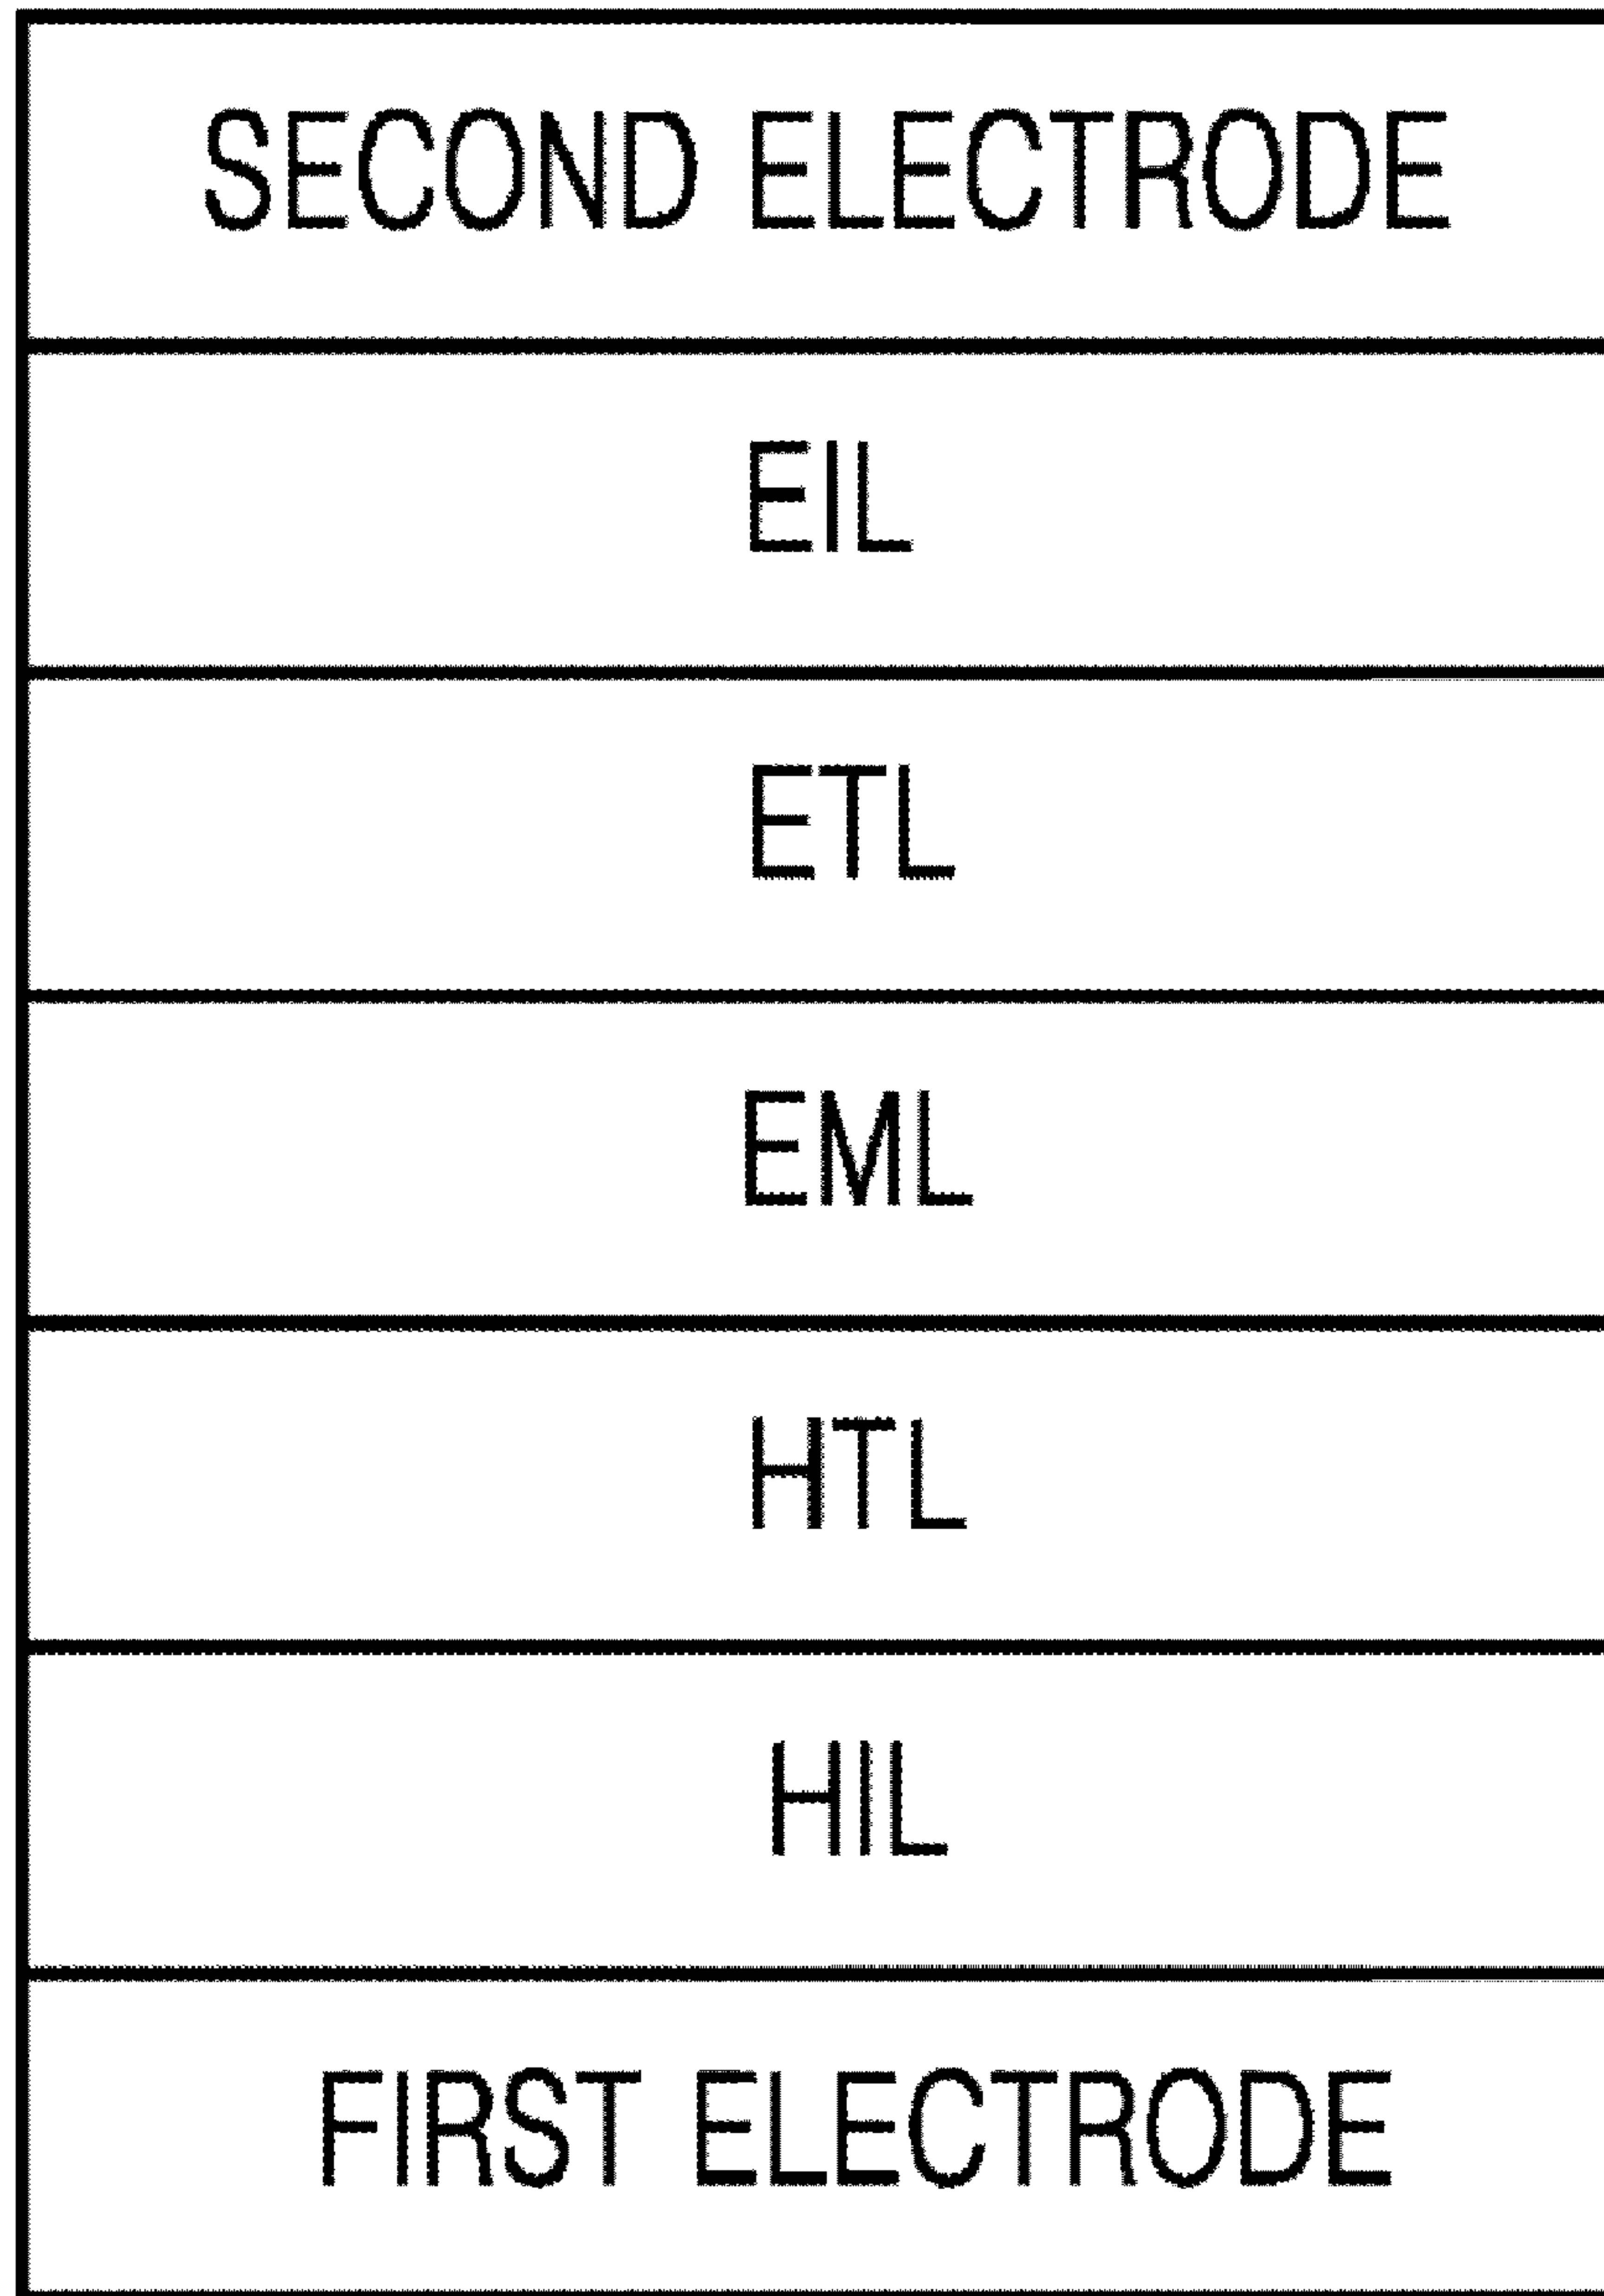 SECOND ELECTRODE
EIL
ETL
EML
HTL
HIL
FIRST ELECTRODE